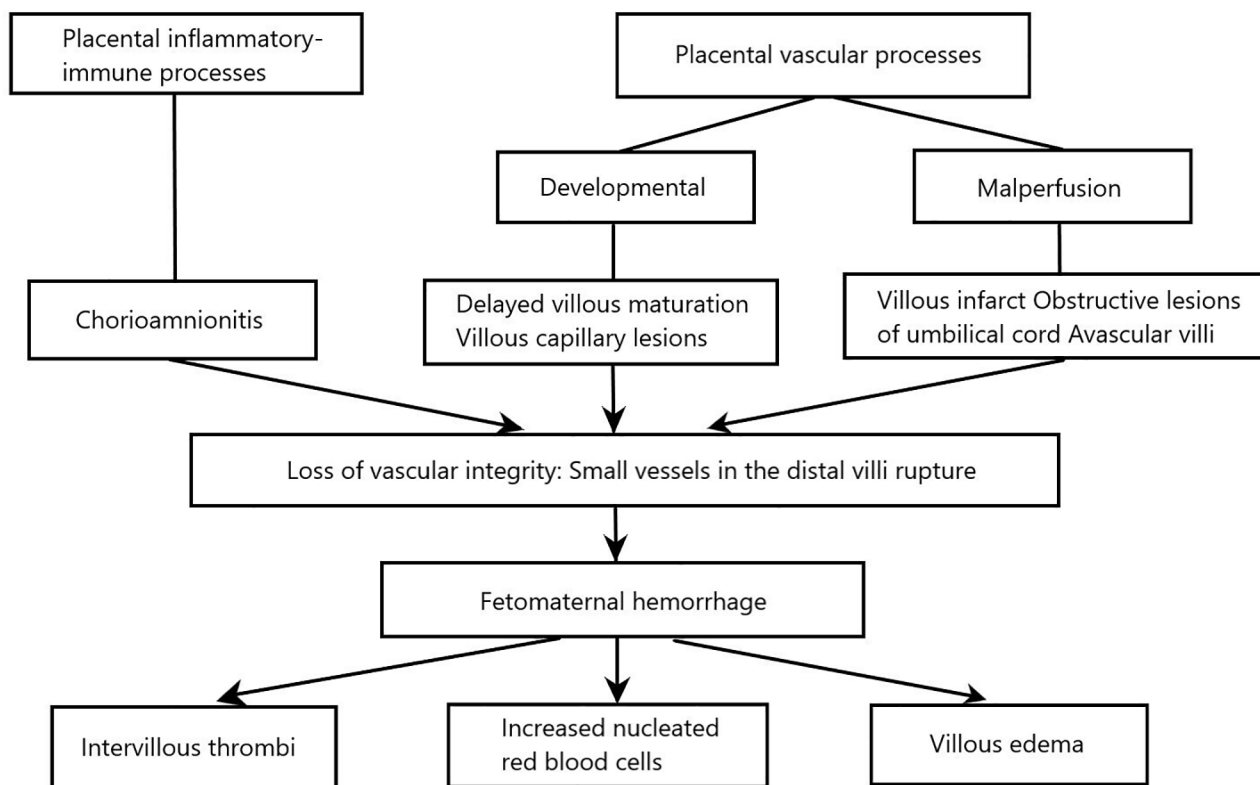 Placental inflammatory-
immune processes
Placental vascular processes
Developmental
Malperfusion
Chorioamnionitis
Delayed villous maturation
Villous capillary lesions
Villous infarct Obstructive lesions
of umbilical cord Avascular villi
Loss of vascular integrity: Small vessels in the distal villi rupture
Fetomaternal hemorrhage
Intervillous thrombi
Increased nucleated
red blood cells
Villous edema